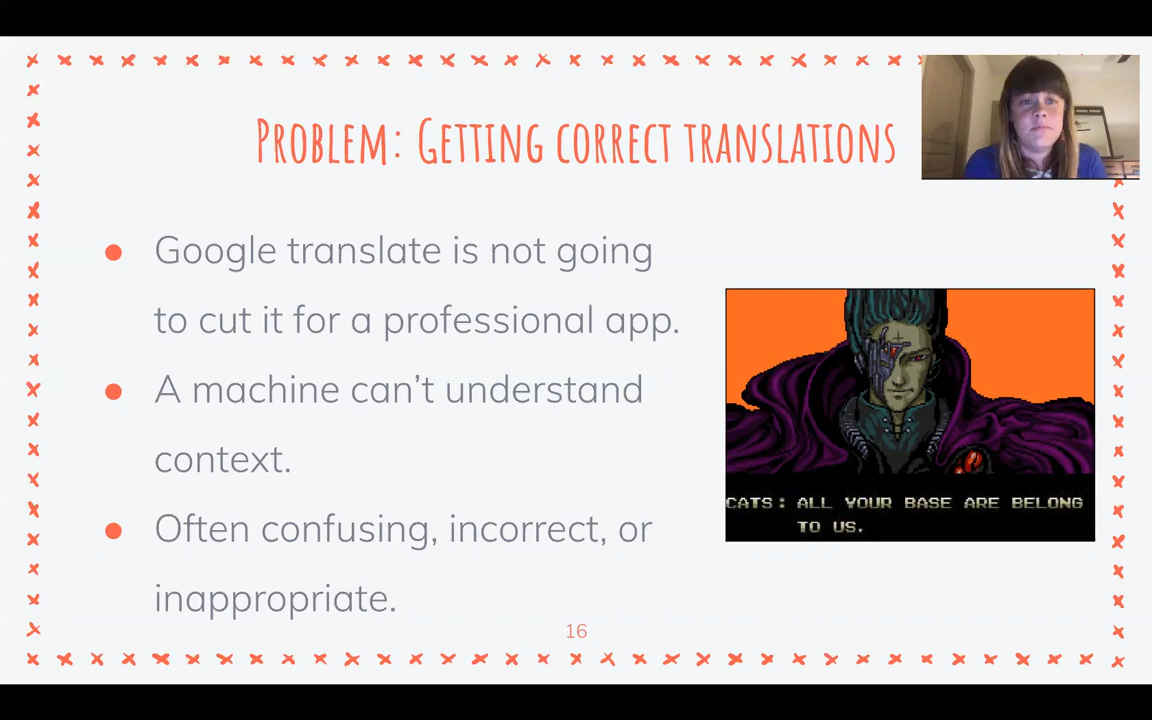 Problem: Getting correct translations
● Google translate is not going
to cut it for a professional app.
● A machine can’t understand
context.
● Often confusing, incorrect, or
inappropriate.
CATS: ALL YOUR BASE ARE BELONG
TO US.
16